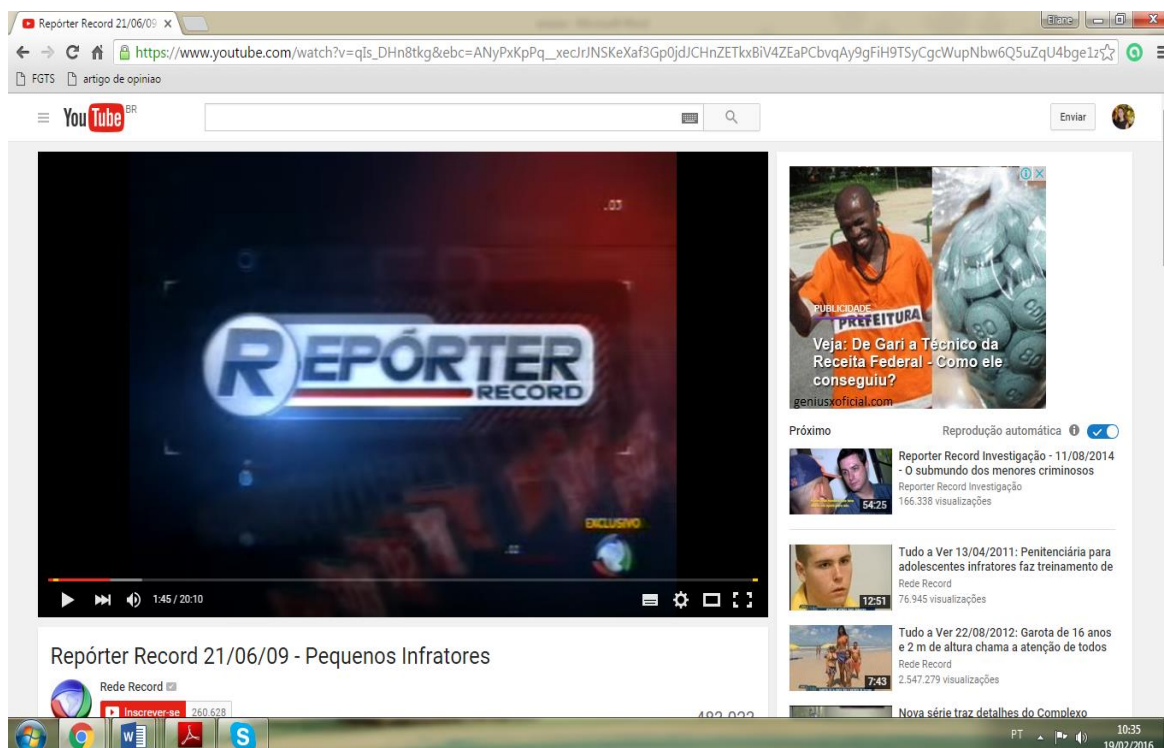 Repórter Record 21/06/09
Eliane
https://www.youtube.com/watch?v=qIs_DHn8tkg&ebc=ANyPxKpPq__xecJrJNSKeXaf3Gp0jdJCHnZETkxBiV4ZEaPCbvqAy9gFiH9TSyCgcWupNbw6Q5uZqU4bge1z
FGTS artigo de opiniao
YouTube BR
Enviar
.03
REPÓRTER
RECORD
EXCLUSIVO
1:45 / 20:10
PUBLICIDADE
PREFEITURA
80
Veja: De Gari a Técnico da
Receita Federal - Como ele
conseguiu?
geniusxoficial.com
Próximo Reprodução automática
Reporter Record Investigação - 11/08/2014
- O submundo dos menores criminosos
Reporter Record Investigação
166.338 visualizações
54:25
Tudo a Ver 13/04/2011: Penitenciária para
adolescentes infratores faz treinamento de
Rede Record
76.945 visualizações
12:51
Tudo a Ver 22/08/2012: Garota de 16 anos
e 2 m de altura chama a atenção de todos
Rede Record
2.547.279 visualizações
7:43
Nova série traz detalhes do Complexo
Repórter Record 21/06/09 - Pequenos Infratores
Rede Record
Inscrever-se 260.628
PT 10:35
19/02/2016